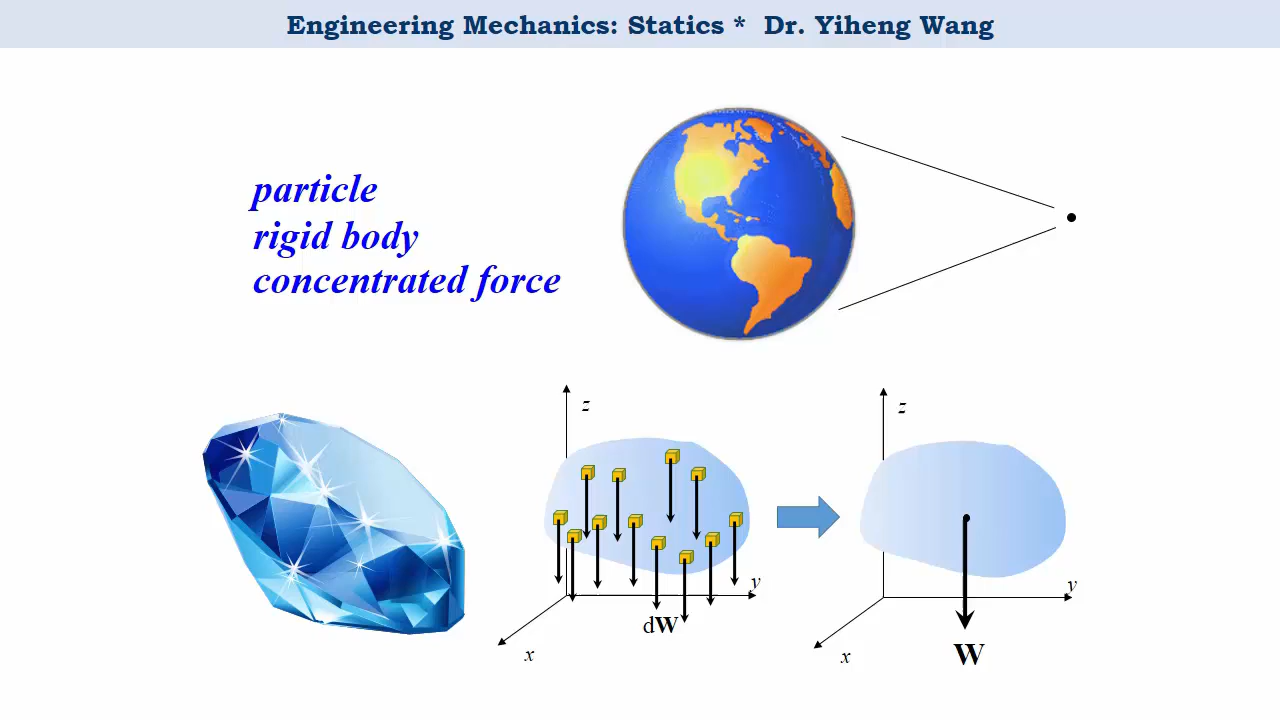 Engineering Mechanics: Statics * Dr. Yiheng Wang
particle
rigid body
concentrated force
z
y
x
dW
z
y
x
W